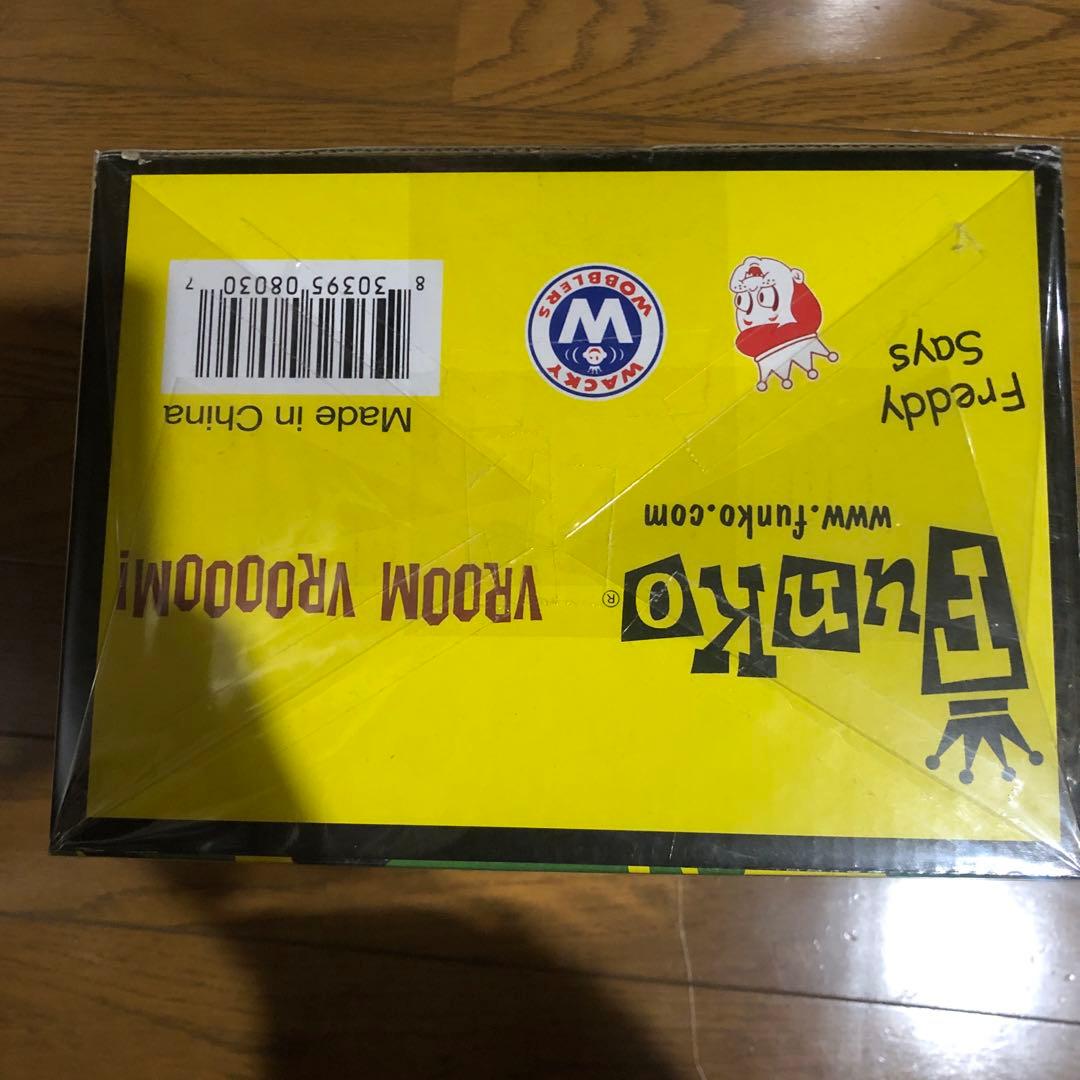 Funko®
www.funko.com
VROOM VROOOOM!
Freddy
Says
WACKY
W
WOBBLERS
Made in China
8 30395 08030 7